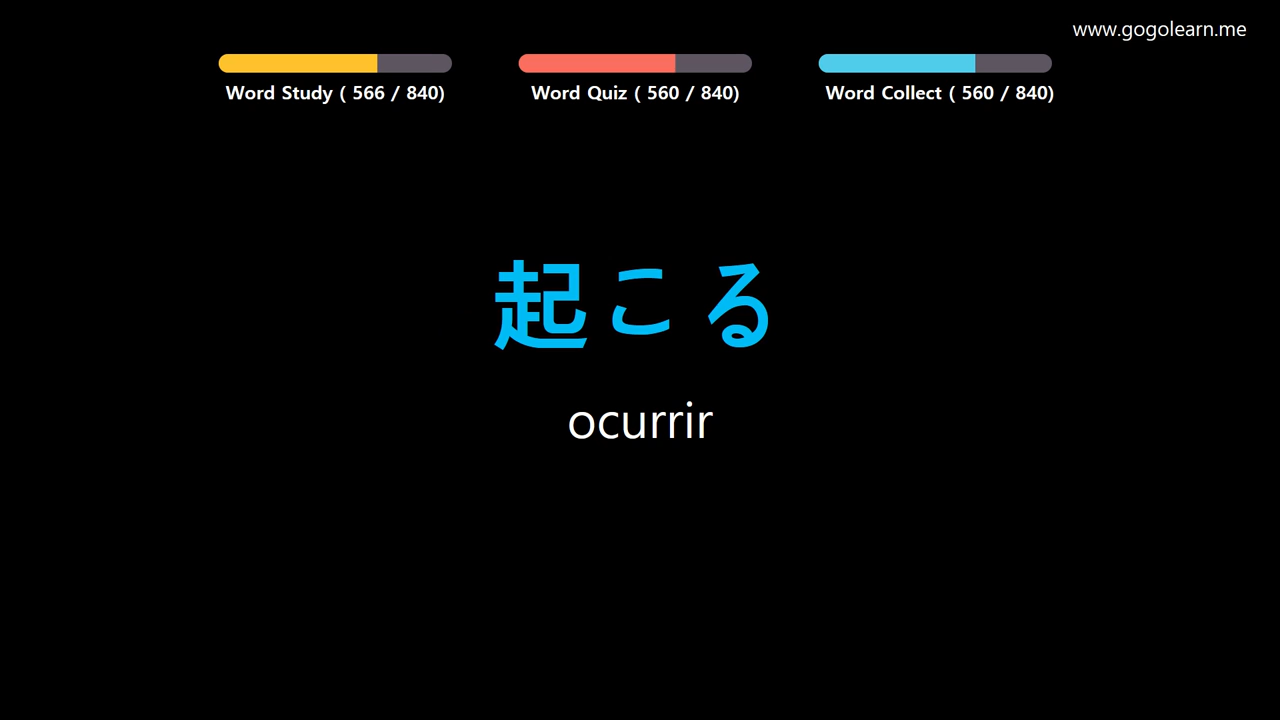 www.gogolearn.me
Word Study ( 566 / 840)
Word Quiz ( 560 / 840)
Word Collect ( 560 / 840)
起こる
ocurrir